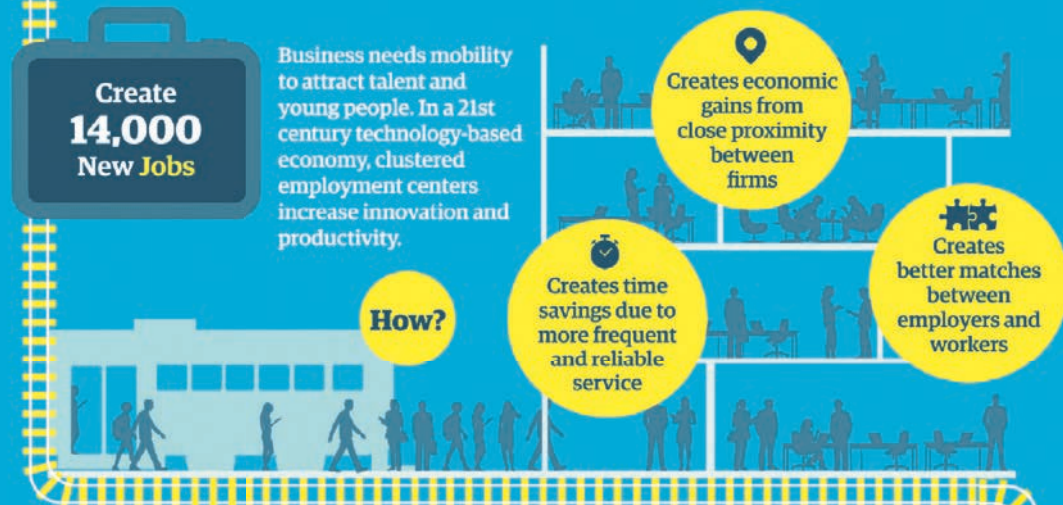 Create
14,000
New Jobs
Business needs mobility
to attract talent and
young people. In a 21st
century technology-based
economy, clustered
employment centers
increase innovation and
productivity.
How?
Creates time
savings due to
more frequent
and reliable
service
Creates economic
gains from
close proximity
between
firms
Creates
better matches
between
employers and
workers